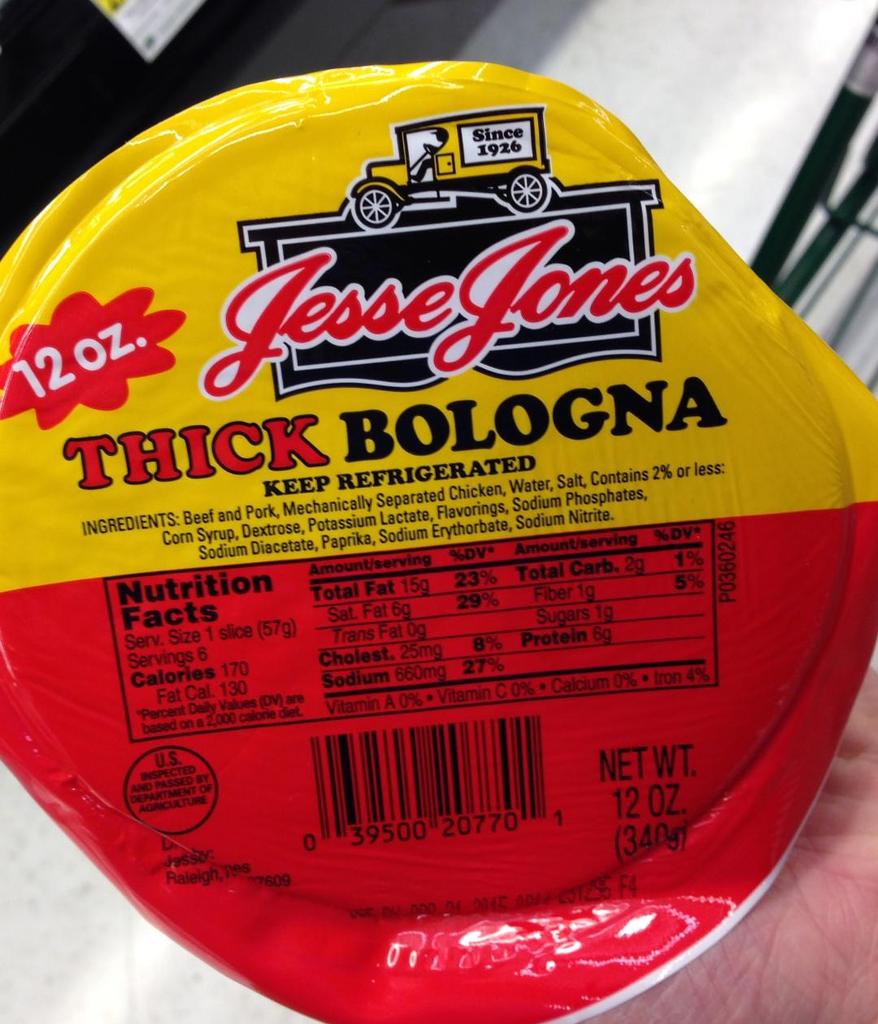 Since
1926
Jesse Jones
12 OZ.
THICK BOLOGNA
KEEP REFRIGERATED
INGREDIENTS: Beef and Pork, Mechanically Separated Chicken, Water, Salt, Contains 2% or less:
Corn Syrup, Dextrose, Potassium Lactate, Flavorings, Sodium Phosphates,
Sodium Diacetate, Paprika, Sodium Erythorbate, Sodium Nitrite.
Nutrition
Facts
Serv. Size 1 slice (57g)
Servings 6
Calories 170
Fat Cal. 130
*Percent Daily Values (DV) are
based on a 2,000 calorie diet.
Amount/serving %DV* Amount/serving %DV*
Total Fat 15g 23% Total Carb. 2g 1%
Sat. Fat 6g 29% Fiber 1g 5%
Trans Fat 0g Sugars 1g
Cholest. 25mg 8% Protein 6g
Sodium 660mg 27%
Vitamin A 0% • Vitamin C 0% • Calcium 0% • Iron 4%
P0360246
U.S.
INSPECTED
AND PASSED BY
DEPARTMENT OF
AGRICULTURE
0 39500 20770 1
NET WT.
12 OZ.
(340g)
Raleigh,
F4